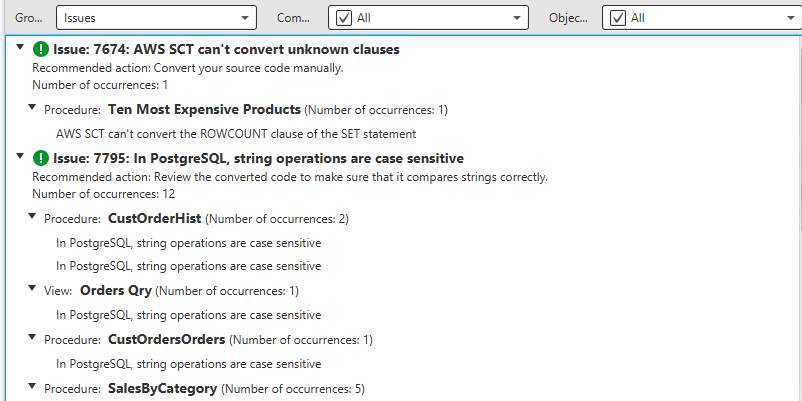 Gro... Issues Com... All Objec... All
Issue: 7674: AWS SCT can't convert unknown clauses
Recommended action: Convert your source code manually.
Number of occurrences: 1
Procedure: Ten Most Expensive Products (Number of occurrences: 1)
AWS SCT can't convert the ROWCOUNT clause of the SET statement
Issue: 7795: In PostgreSQL, string operations are case sensitive
Recommended action: Review the converted code to make sure that it compares strings correctly.
Number of occurrences: 12
Procedure: CustOrderHist (Number of occurrences: 2)
In PostgreSQL, string operations are case sensitive
In PostgreSQL, string operations are case sensitive
View: Orders Qry (Number of occurrences: 1)
In PostgreSQL, string operations are case sensitive
Procedure: CustOrdersOrders (Number of occurrences: 1)
In PostgreSQL, string operations are case sensitive
Procedure: SalesByCategory (Number of occurrences: 5)